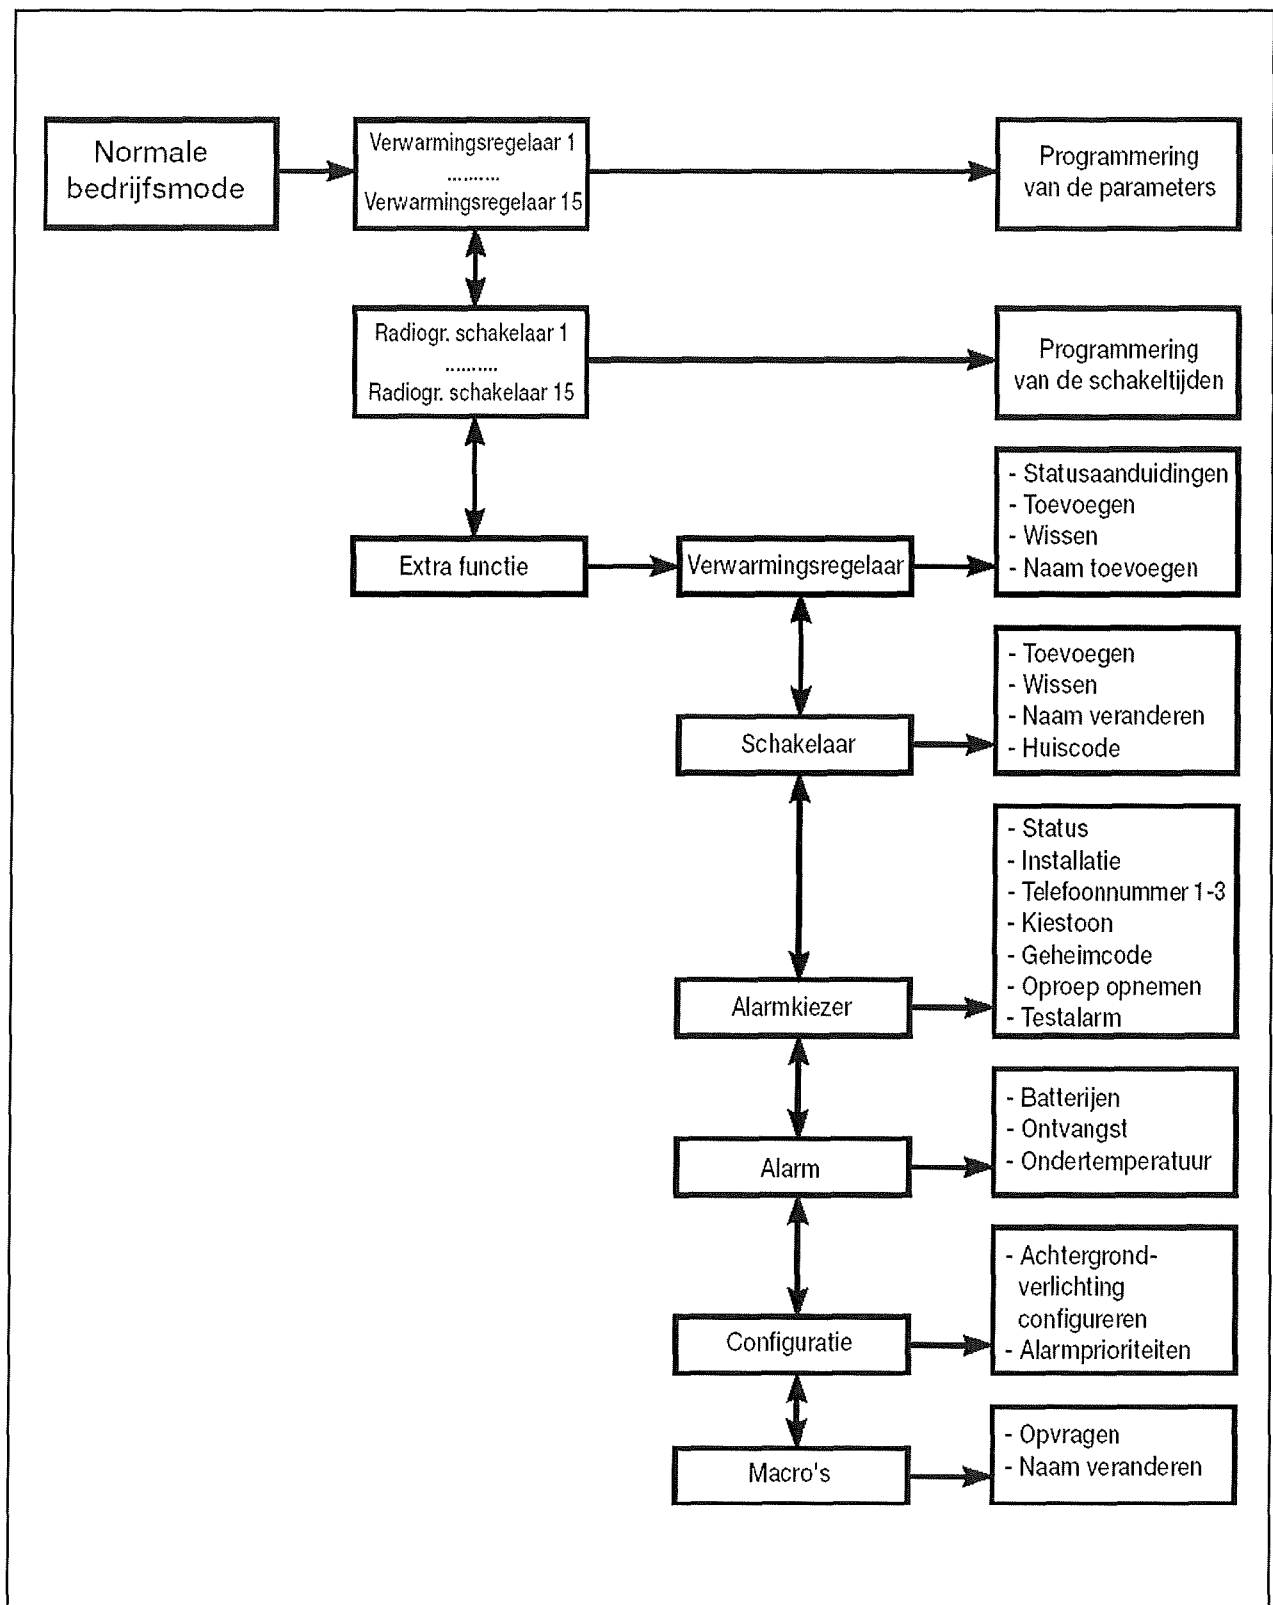 Normale
bedrijfsmode
Verwarmingsregelaar 1
..........
Verwarmingsregelaar 15
Programmering
van de parameters
Radiogr. schakelaar 1
..........
Radiogr. schakelaar 15
Programmering
van de schakeltijden
Extra functie
Verwarmingsregelaar
- Statusaanduidingen
- Toevoegen
- Wissen
- Naam toevoegen
Schakelaar
- Toevoegen
- Wissen
- Naam veranderen
- Huiscode
Alarmkiezer
- Status
- Installatie
- Telefoonnummer 1-3
- Kiestoon
- Geheimcode
- Oproep opnemen
- Testalarm
Alarm
- Batterijen
- Ontvangst
- Ondertemperatuur
Configuratie
- Achtergrond-
verlichting
configureren
- Alarmprioriteiten
Macro's
- Opvragen
- Naam veranderen